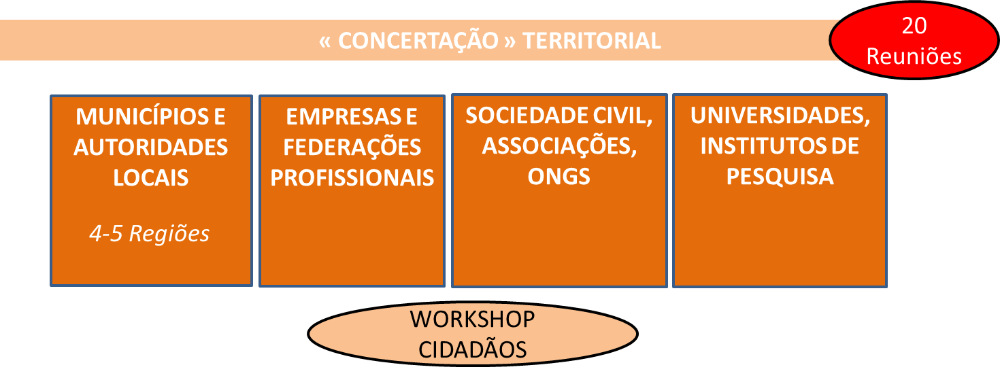 « CONCERTAÇÃO » TERRITORIAL
20
Reuniões
MUNICÍPIOS E
AUTORIDADES
LOCAIS
4-5 Regiões
EMPRESAS E
FEDERAÇÕES
PROFISSIONAIS
SOCIEDADE CIVIL,
ASSOCIAÇÕES,
ONGS
UNIVERSIDADES,
INSTITUTOS DE
PESQUISA
WORKSHOP
CIDADÃOS